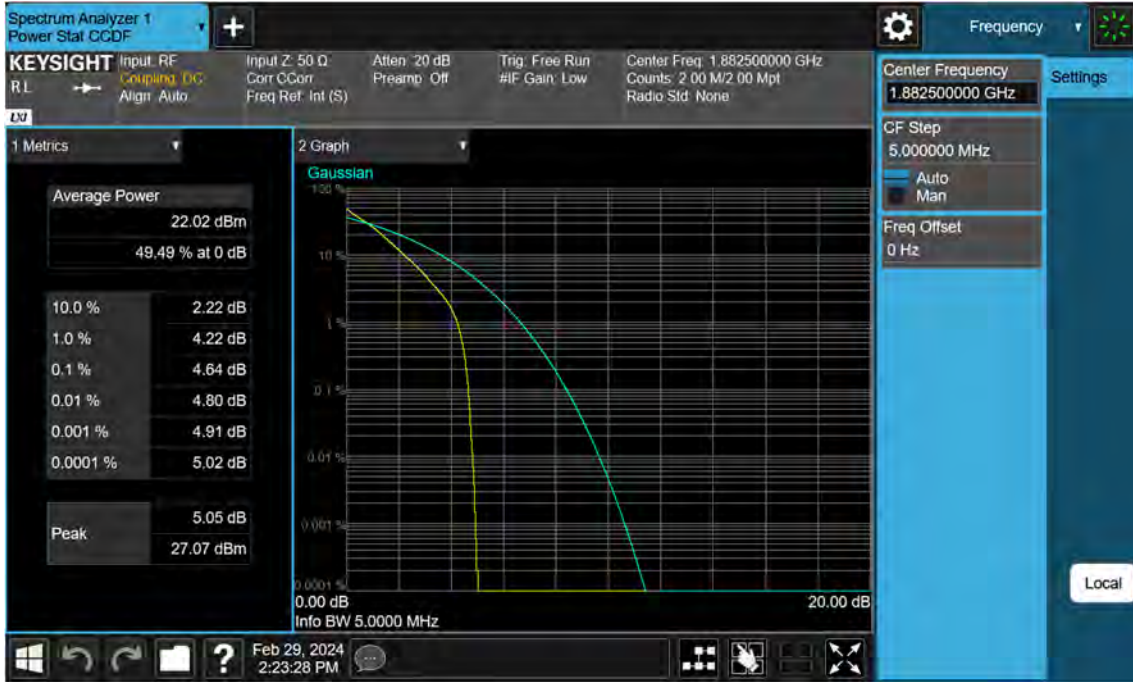 Spectrum Analyzer 1
Power Stat CCDF
Frequency
KEYSIGHT
RL
LXI
Input: RF
Coupling: DC
Align: Auto
Input Z: 50 Ω
Corr CCorr
Freq Ref: Int (S)
Atten: 20 dB
Preamp: Off
Trig: Free Run
#IF Gain: Low
Center Freq: 1.882500000 GHz
Counts: 2.00 M/2.00 Mpt
Radio Std: None
Center Frequency
1.882500000 GHz
Settings
CF Step
5.000000 MHz
Auto
Man
Freq Offset
0 Hz
1 Metrics
Average Power
22.02 dBm
49.49 % at 0 dB
10.0 % 2.22 dB
1.0 % 4.22 dB
0.1 % 4.64 dB
0.01 % 4.80 dB
0.001 % 4.91 dB
0.0001 % 5.02 dB
Peak
5.05 dB
27.07 dBm
2 Graph
Gaussian
100 %
10 %
1 %
0.1 %
0.01 %
0.001 %
0.0001 %
0.00 dB 20.00 dB
Info BW 5.0000 MHz
Local
?
Feb 29, 2024
2:23:28 PM